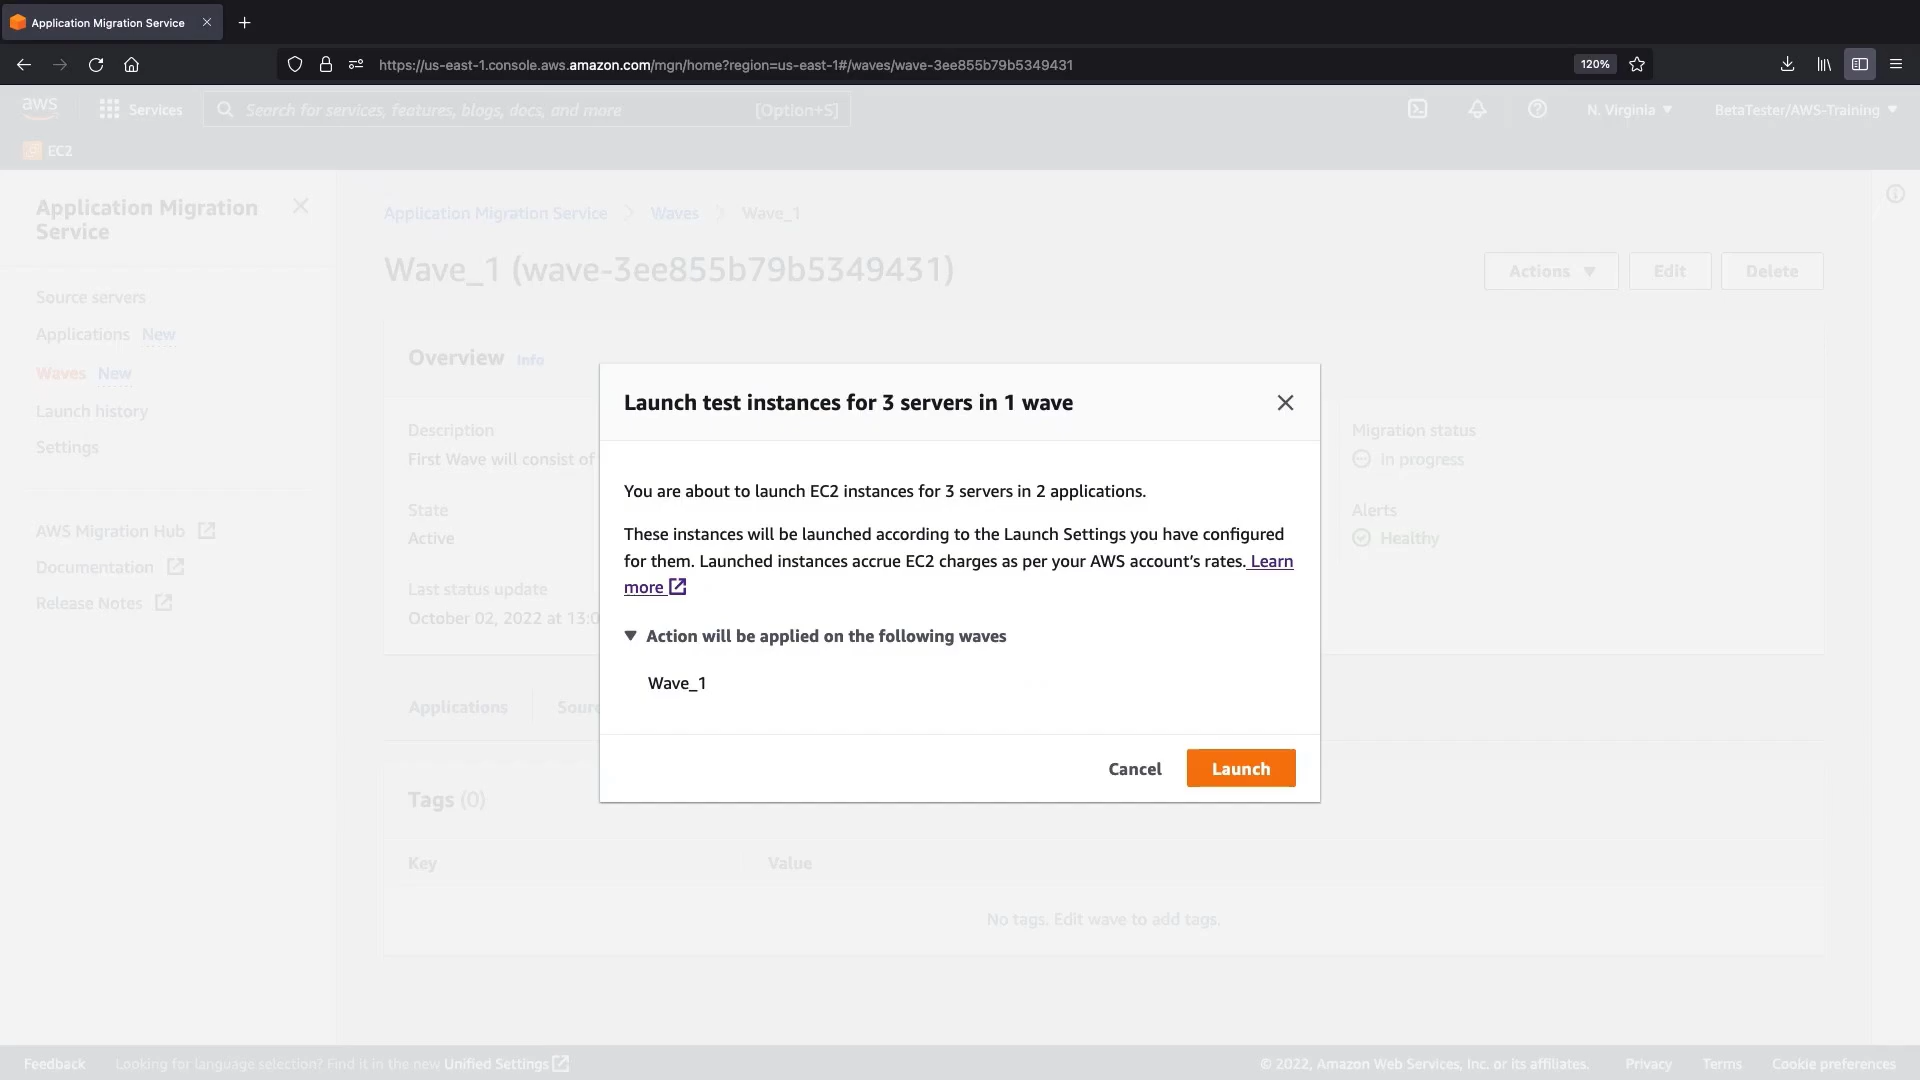 Application Migration Service
https://us-east-1.console.aws.amazon.com/mgn/home?region=us-east-1#/waves/wave-3ee855b79b5349431
120%
aws
Services
Search for services, features, blogs, docs, and more
[Option+S]
N. Virginia
BetaTester/AWS-Training
EC2
Application Migration
Service
Source servers
Applications New
Waves New
Launch history
Settings
AWS Migration Hub
Documentation
Release Notes
Application Migration Service
Waves
Wave_1
Wave_1 (wave-3ee855b79b5349431)
Actions
Edit
Delete
Overview Info
Description
First Wave will consist of
State
Active
Last status update
October 02, 2022 at 13:0
Migration status
In progress
Alerts
Healthy
Launch test instances for 3 servers in 1 wave
You are about to launch EC2 instances for 3 servers in 2 applications.
These instances will be launched according to the Launch Settings you have configured
for them. Launched instances accrue EC2 charges as per your AWS account's rates. Learn
more
Action will be applied on the following waves
Wave_1
Cancel
Launch
Applications
Sour
Tags (0)
Key
Value
No tags. Edit wave to add tags.
Feedback
Looking for language selection? Find it in the new Unified Settings
© 2022, Amazon Web Services, Inc. or its affiliates.
Privacy
Terms
Cookie preferences